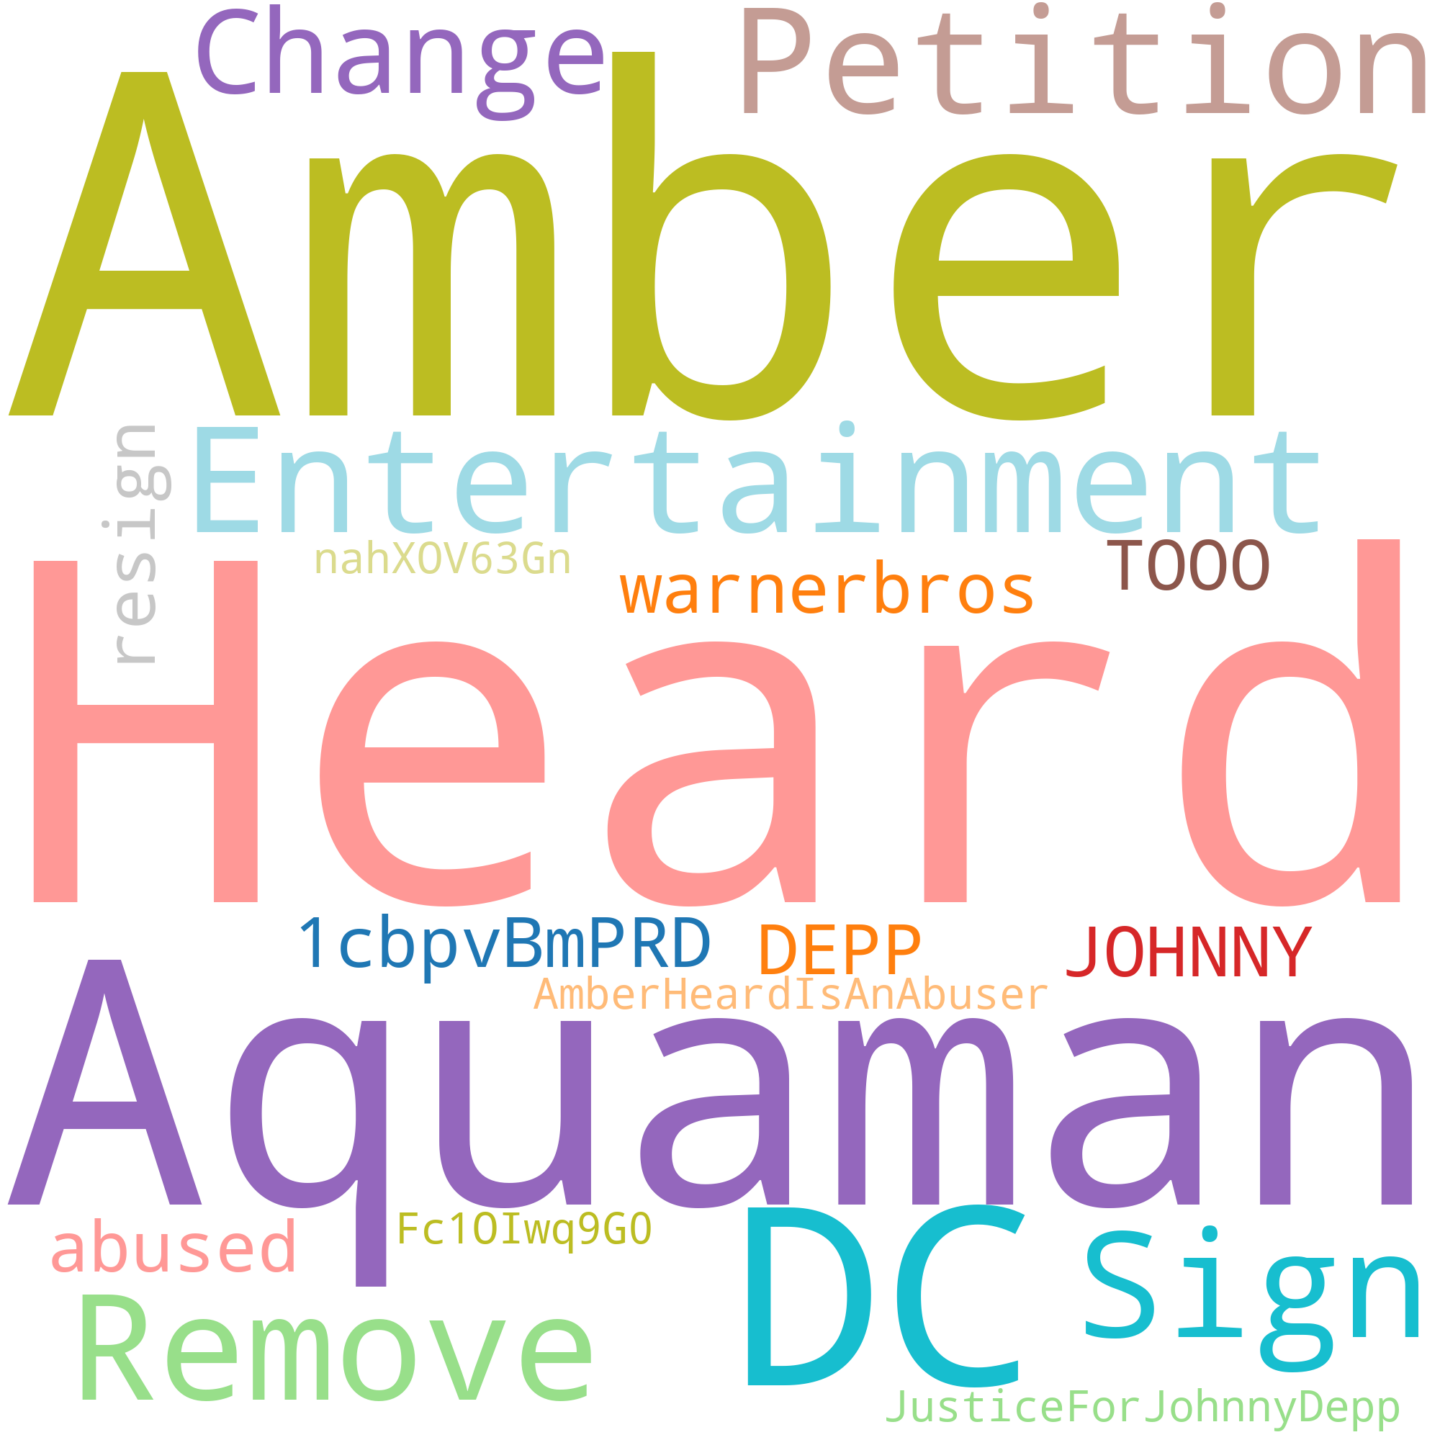 Change Petition
Amber
resign
Entertainment
nahXOV63Gn warnerbros TOOO
Heard
1cbpvBmPRD DEPP JOHNNY
AmberHeardIsAnAbuser
Aquaman
abused Fc1OIwq9G0 DC Sign
Remove
JusticeForJohnnyDepp